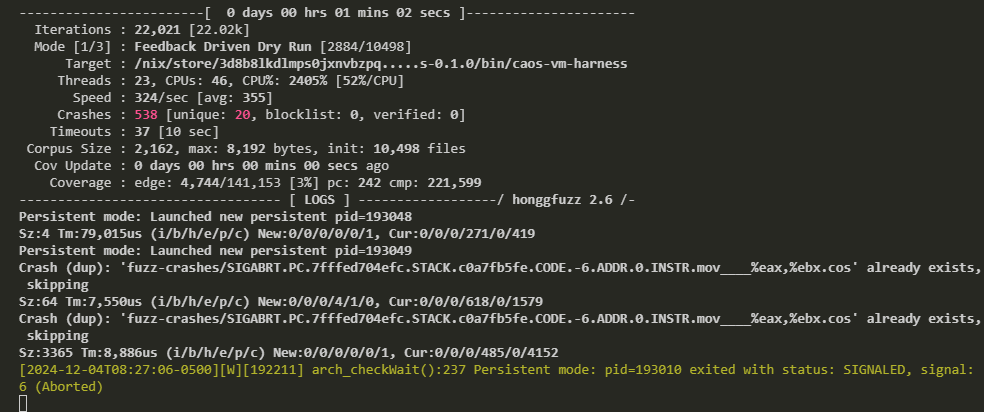 ------------------------[  0 days 00 hrs 01 mins 02 secs ]----------------------
  Iterations : 22,021 [22.02k]
  Mode [1/3] : Feedback Driven Dry Run [2884/10498]
      Target : /nix/store/3d8b8lkdlmps0jxnvbzpq.....s-0.1.0/bin/caos-vm-harness
     Threads : 23, CPUs: 46, CPU%: 2405% [52%/CPU]
       Speed : 324/sec [avg: 355]
     Crashes : 538 [unique: 20, blocklist: 0, verified: 0]
    Timeouts : 37 [10 sec]
 Corpus Size : 2,162, max: 8,192 bytes, init: 10,498 files
  Cov Update : 0 days 00 hrs 00 mins 00 secs ago
    Coverage : edge: 4,744/141,153 [3%] pc: 242 cmp: 221,599
---------------------------------- [ LOGS ] ------------------/ honggfuzz 2.6 /-
Persistent mode: Launched new persistent pid=193048
Sz:4 Tm:79,015us (i/b/h/e/p/c) New:0/0/0/0/0/1, Cur:0/0/0/271/0/419
Persistent mode: Launched new persistent pid=193049
Crash (dup): 'fuzz-crashes/SIGABRT.PC.7fffed704efc.STACK.c0a7fb5fe.CODE.-6.ADDR.0.INSTR.mov____%eax,%ebx.cos' already exists,
 skipping
Sz:64 Tm:7,550us (i/b/h/e/p/c) New:0/0/0/4/1/0, Cur:0/0/0/618/0/1579
Crash (dup): 'fuzz-crashes/SIGABRT.PC.7fffed704efc.STACK.c0a7fb5fe.CODE.-6.ADDR.0.INSTR.mov____%eax,%ebx.cos' already exists,
 skipping
Sz:3365 Tm:8,886us (i/b/h/e/p/c) New:0/0/0/0/0/1, Cur:0/0/0/485/0/4152
[2024-12-04T08:27:06-0500][W][192211] arch_checkWait():237 Persistent mode: pid=193010 exited with status: SIGNALED, signal:
6 (Aborted)